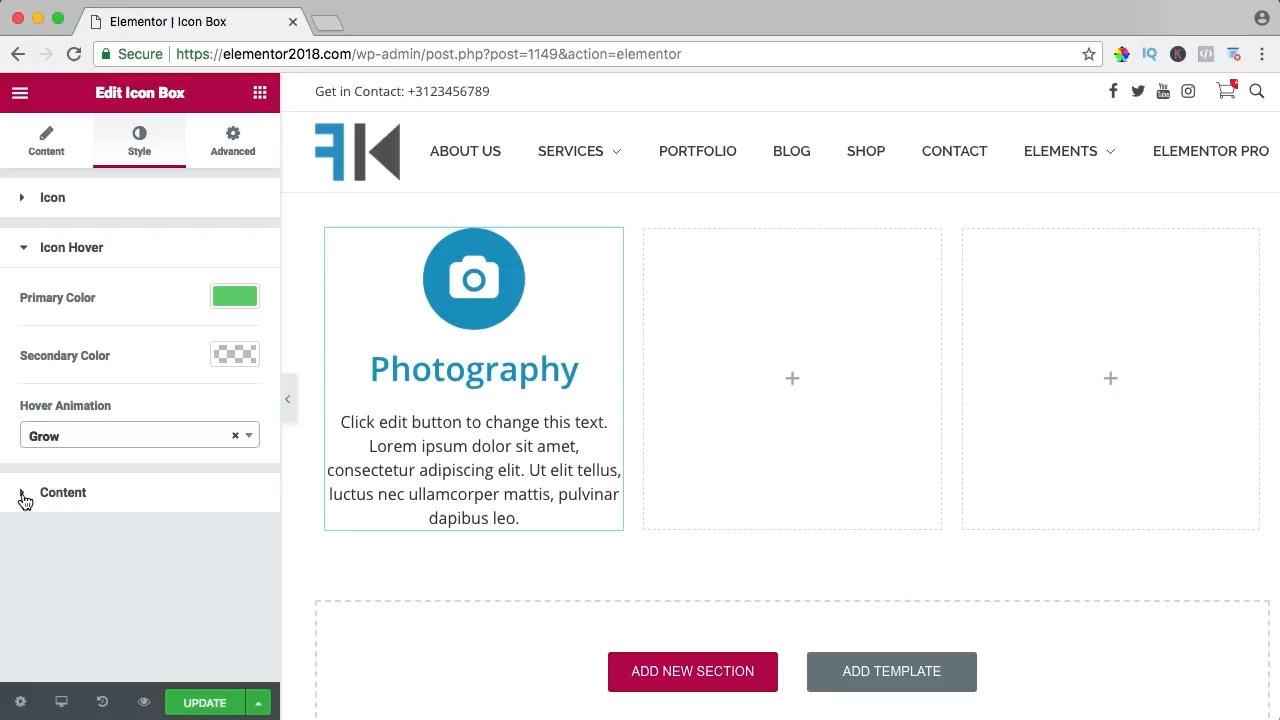 Elementor | Icon Box
Secure | https://elementor2018.com/wp-admin/post.php?post=1149&action=elementor
Edit Icon Box
Content
Style
Advanced
Icon
Icon Hover
Primary Color
Secondary Color
Hover Animation
Grow
Content
UPDATE
Get in Contact: +3123456789
FK
ABOUT US
SERVICES
PORTFOLIO
BLOG
SHOP
CONTACT
ELEMENTS
ELEMENTOR PRO
Photography
Click edit button to change this text.
Lorem ipsum dolor sit amet,
consectetur adipiscing elit. Ut elit tellus,
luctus nec ullamcorper mattis, pulvinar
dapibus leo.
ADD NEW SECTION
ADD TEMPLATE